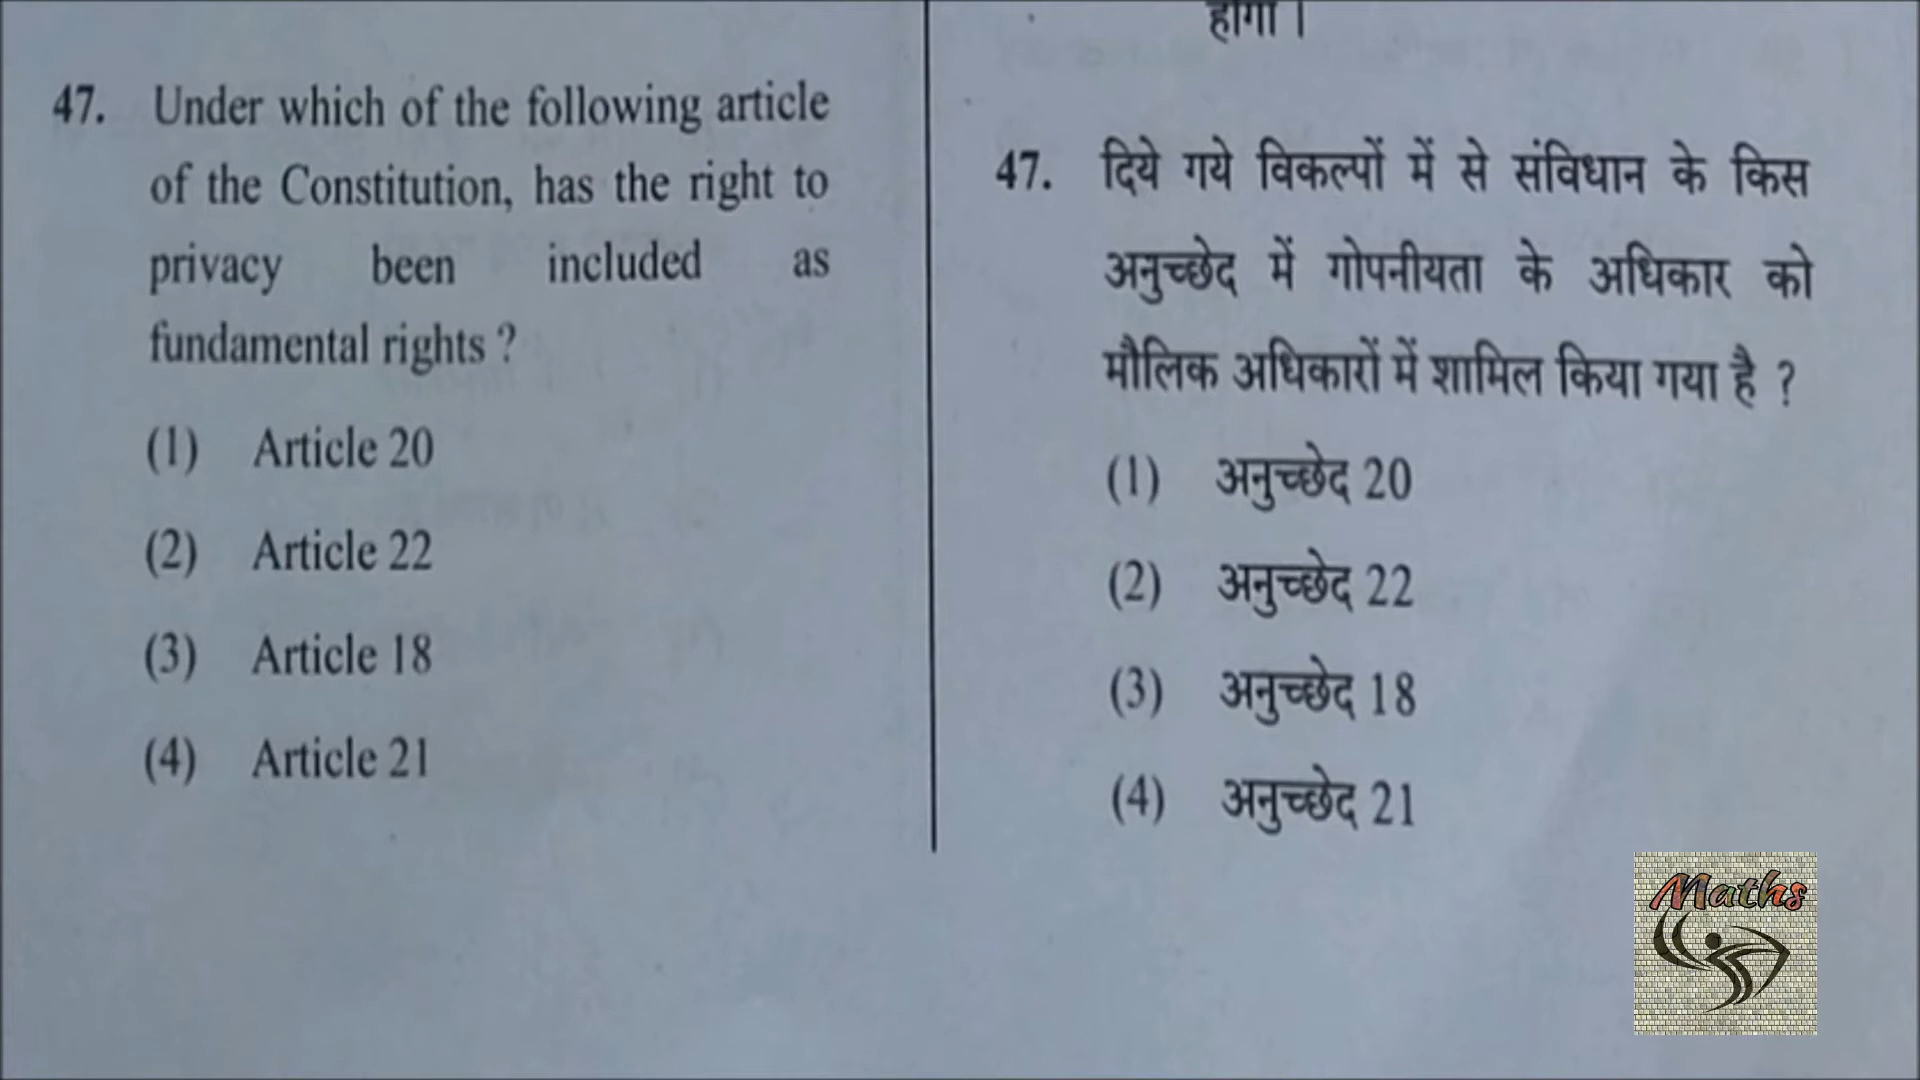 47. Under which of the following article
of the Constitution, has the right to
privacy been included as
fundamental rights ?
(1) Article 20
(2) Article 22
(3) Article 18
(4) Article 21
होगा ।
47. दिये गये विकल्पों में से संविधान के किस
अनुच्छेद में गोपनीयता के अधिकार को
मौलिक अधिकारों में शामिल किया गया है ?
(1) अनुच्छेद 20
(2) अनुच्छेद 22
(3) अनुच्छेद 18
(4) अनुच्छेद 21
Maths